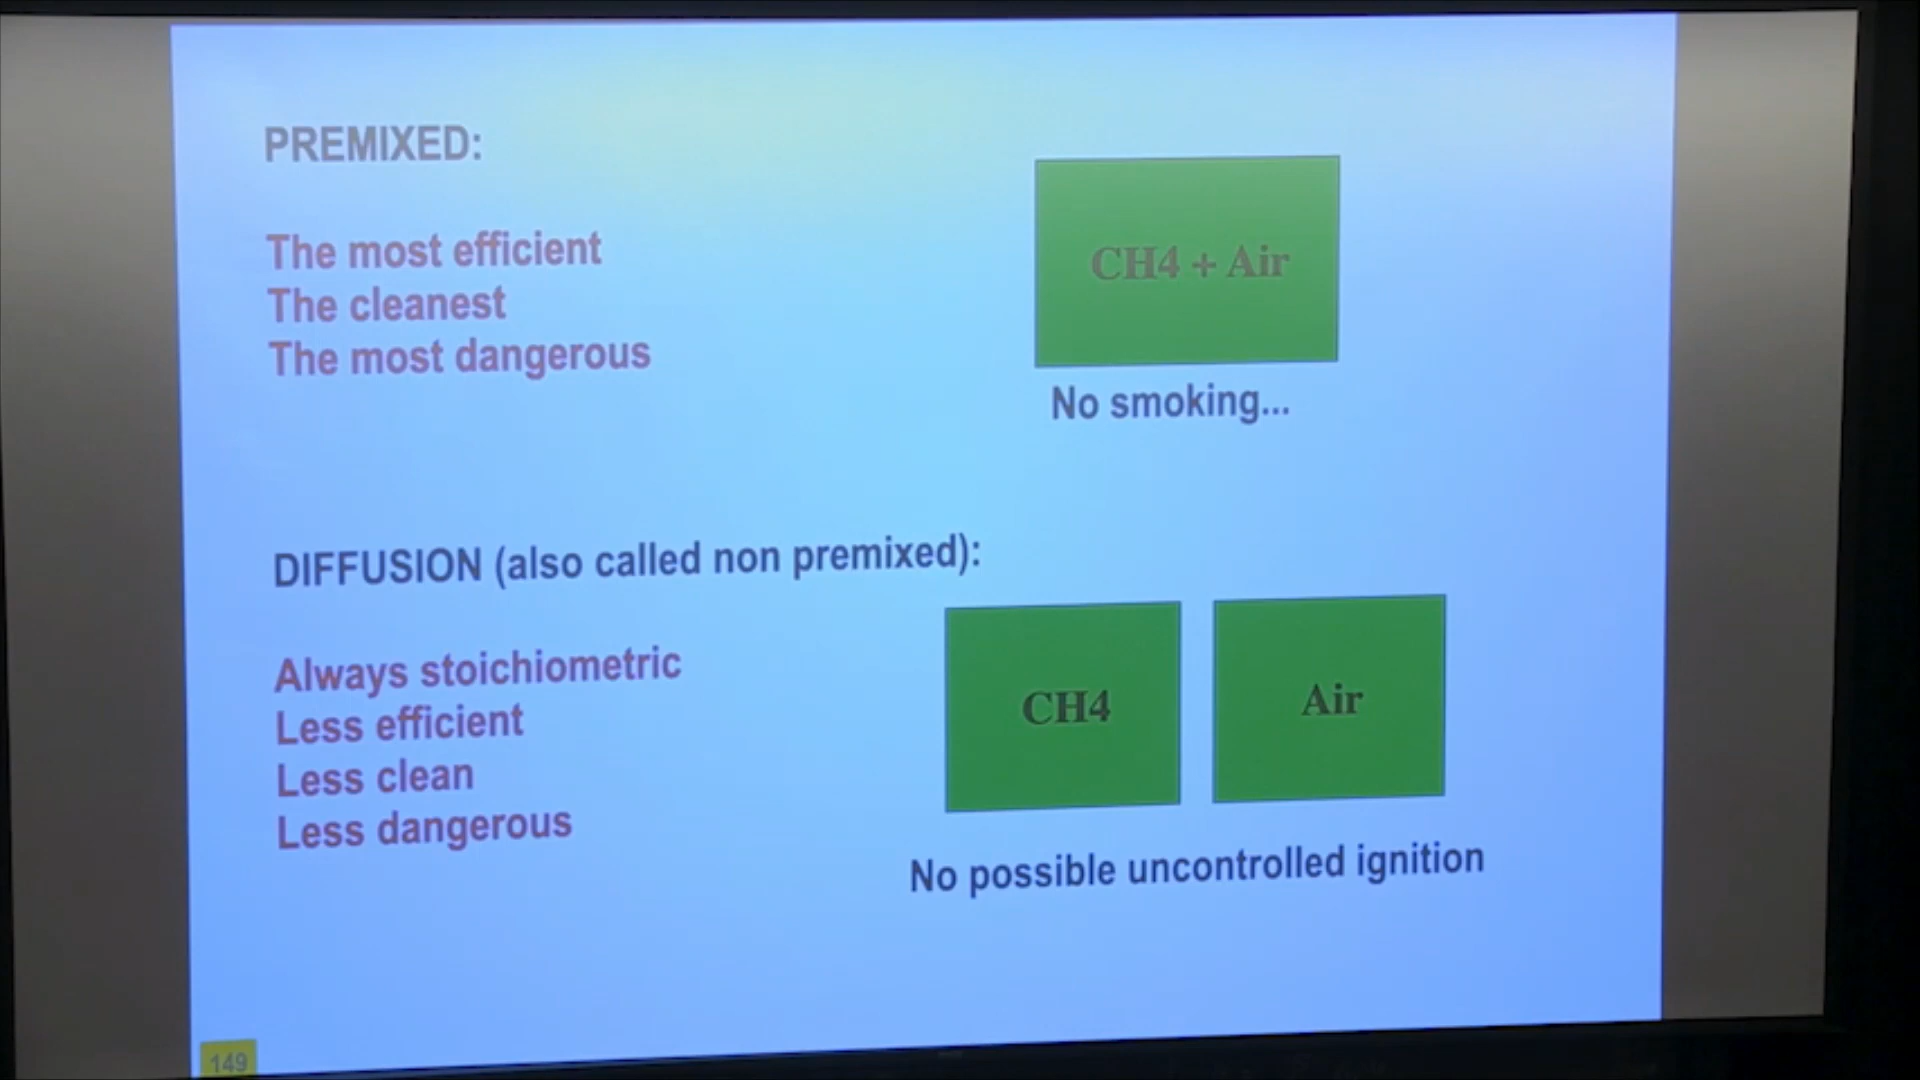 PREMIXED:
The most efficient
The cleanest
The most dangerous
CH4 + Air
No smoking...
DIFFUSION (also called non premixed):
Always stoichiometric
Less efficient
Less clean
Less dangerous
CH4
Air
No possible uncontrolled ignition
149